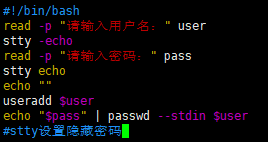 #!/bin/bash
read -p "请输入用户名：" user
stty -echo
read -p "请输入密码：" pass
stty echo
echo ""
useradd $user
echo "$pass" | passwd --stdin $user
#stty设置隐藏密码